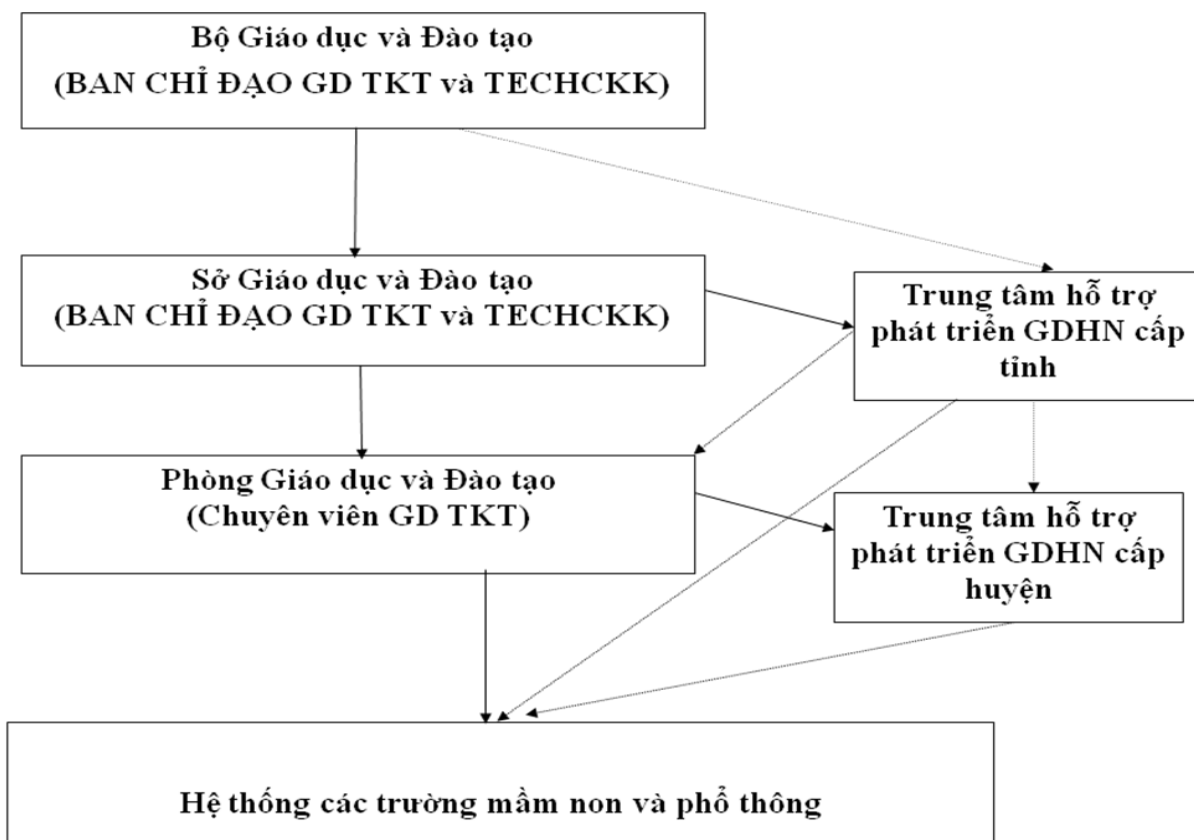 Bộ Giáo dục và Đào tạo
(BAN CHỈ ĐẠO GD TKT và TECHCKK)
Sở Giáo dục và Đào tạo
(BAN CHỈ ĐẠO GD TKT và TECHCKK)
Trung tâm hỗ trợ
phát triển GDHN cấp
tỉnh
Phòng Giáo dục và Đào tạo
(Chuyên viên GD TKT)
Trung tâm hỗ trợ
phát triển GDHN cấp
huyện
Hệ thống các trường mầm non và phổ thông